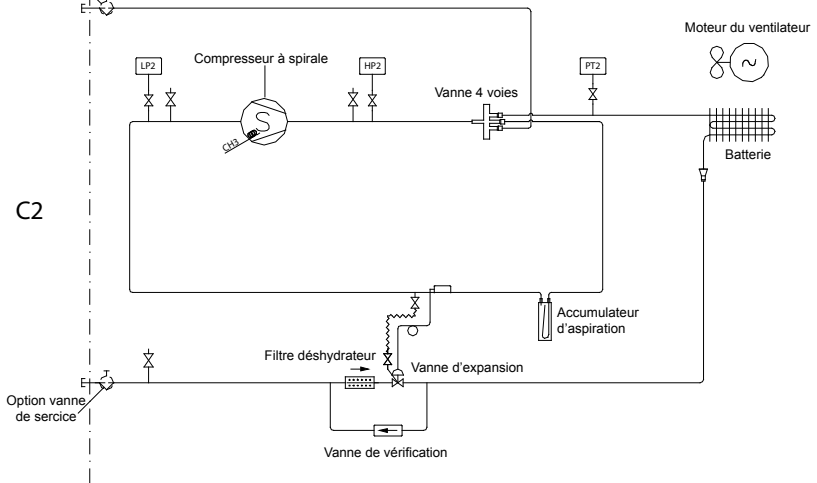 Moteur du ventilateur
Compresseur à spirale
LP2
HP2
PT2
Vanne 4 voies
CH3
Batterie
C2
Accumulateur
d'aspiration
Filtre déshydrateur
Vanne d'expansion
Option vanne
de sercice
Vanne de vérification